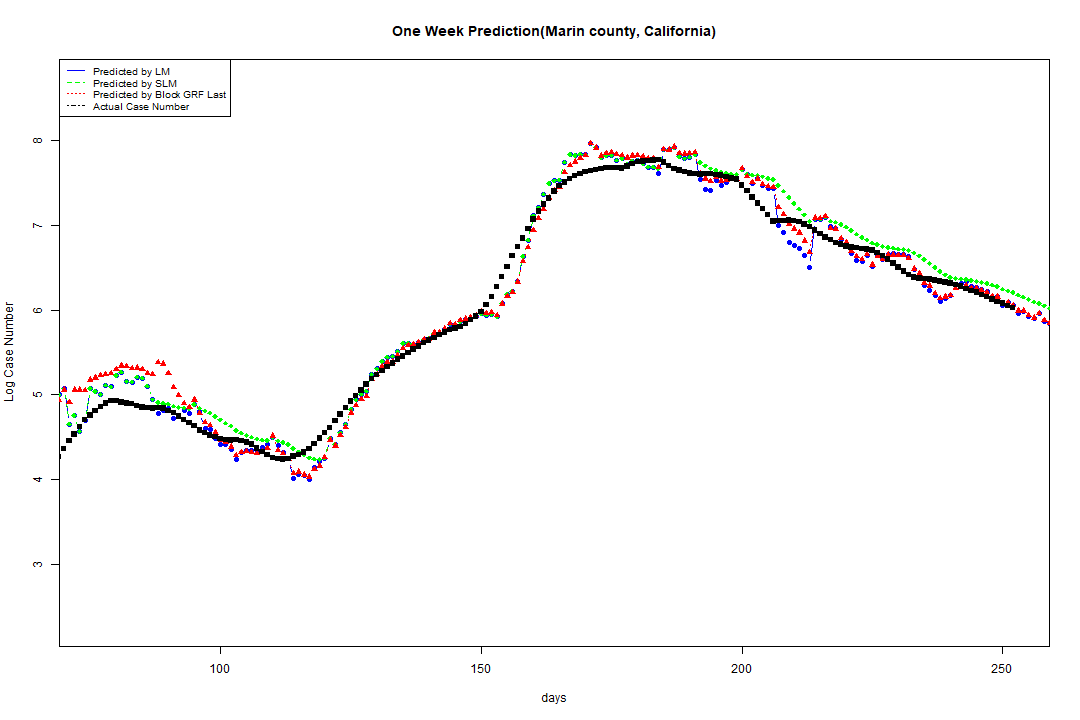 One Week Prediction(Marin county, California)
Predicted by LM
Predicted by SLM
Predicted by Block GRF Last
Actual Case Number
8
7
6
5
4
3
Log Case Number
100 150 200 250
days